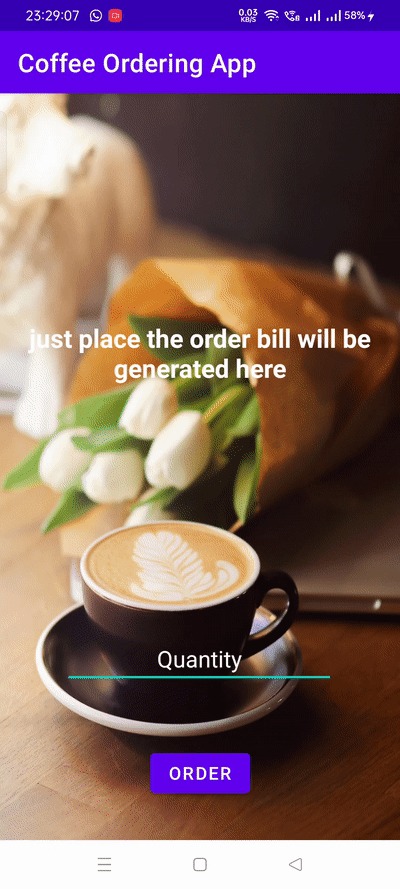 23:29:07 0.03 KB/S 58%
Coffee Ordering App
just place the order bill will be
generated here
Quantity
ORDER